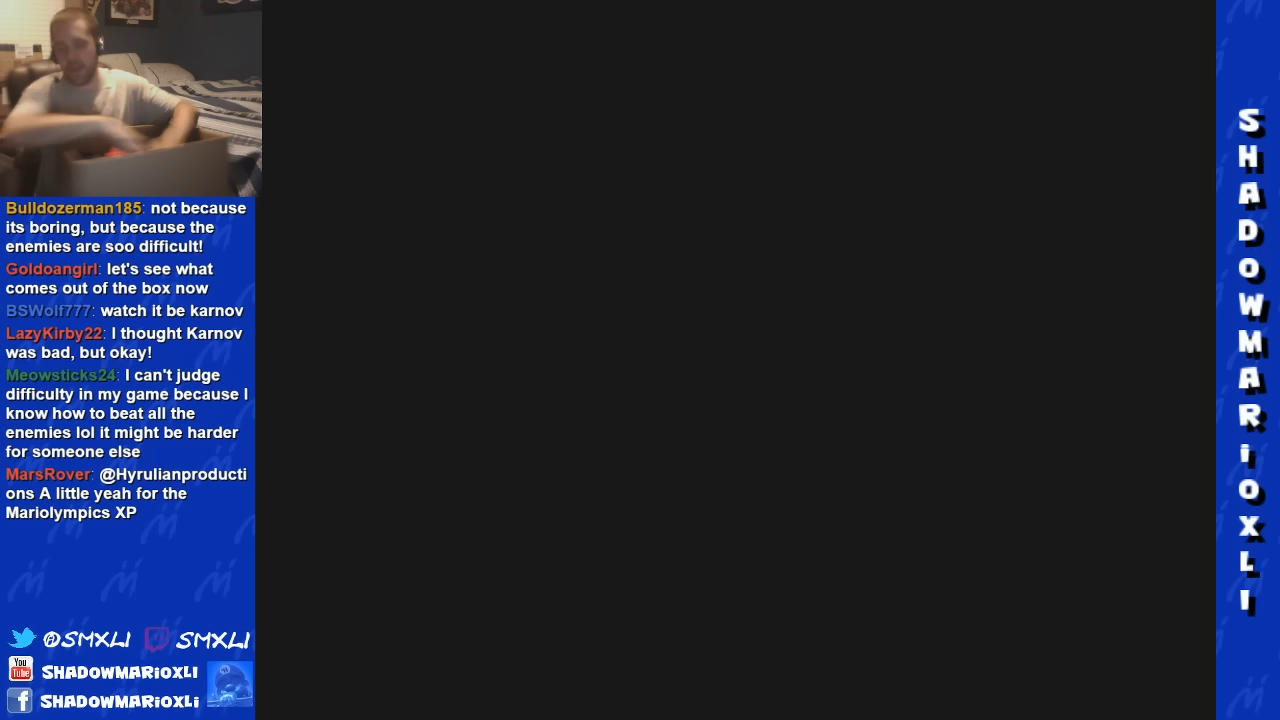 Bulldozerman185: not because
its boring, but because the
enemies are soo difficult!
Goldoangirl: let's see what
comes out of the box now
BSWolf777: watch it be karnov
LazyKirby22: I thought Karnov
was bad, but okay!
Meowsticks24: I can't judge
difficulty in my game because I
know how to beat all the
enemies lol it might be harder
for someone else
MarsRover: @Hyrulianproducti
ons A little yeah for the
Mariolympics XP
@SMXLI SMXLI
You
Tube
SHADOWMARiOXLI
f SHADOWMARiOXLi
SHADOWMARiOXLI